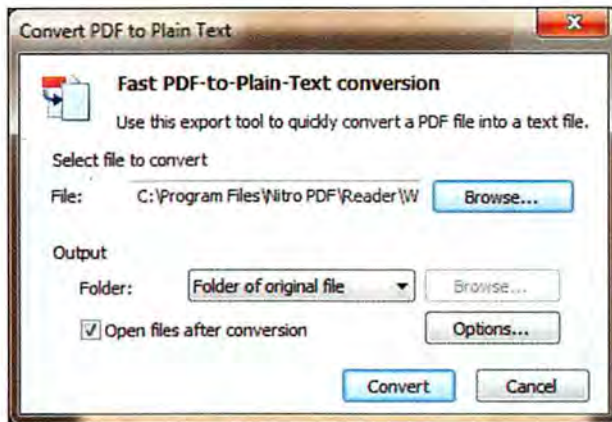 Convert PDF to Plain Text
Fast PDF-to-Plain-Text conversion
Use this export tool to quickly convert a PDF file into a text file.
Select file to convert
File: C:\Program Files\Nitro PDF\Reader\W Browse...
Output
Folder: Folder of original file Browse...
Open files after conversion Options...
Convert Cancel